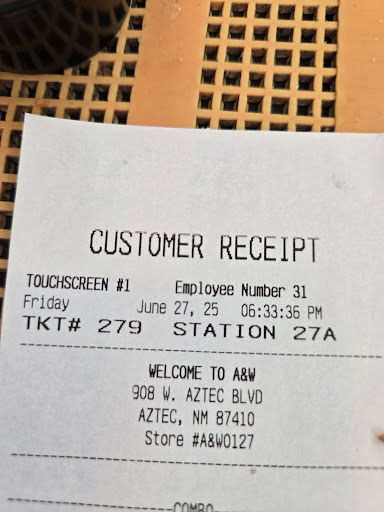 CUSTOMER RECEIPT
TOUCHSCREEN #1 Employee Number 31
Friday June 27, 25 06:33:36 PM
TKT# 279 STATION 27A
WELCOME TO A&W
908 W. AZTEC BLVD
AZTEC, NM 87410
Store #A&W0127
COMBO